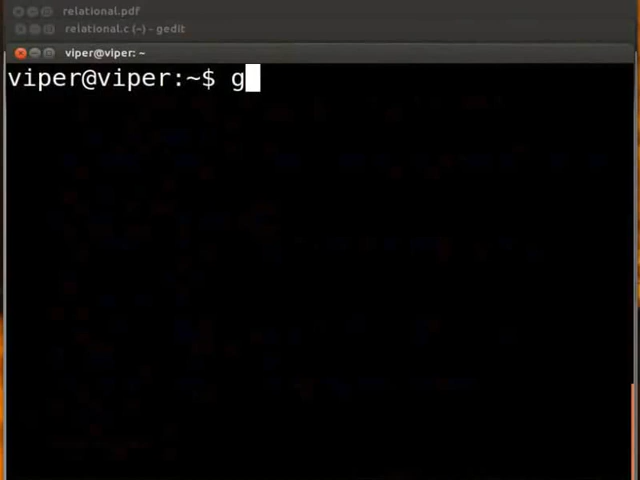 relational.pdf
relational.c (~) - gedit
viper@viper: ~
viper@viper:~$ g